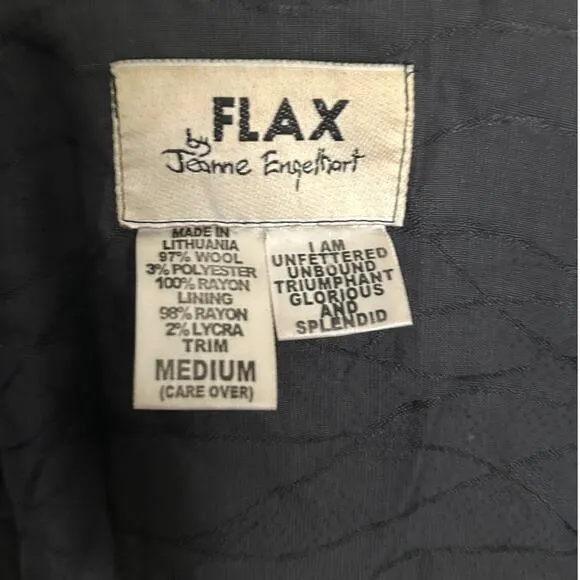 FLAX
by
Jeanne Engelhart
MADE IN
LITHUANIA
97% WOOL
3% POLYESTER
100% RAYON
LINING
98% RAYON
2% LYCRA
TRIM
MEDIUM
(CARE OVER)
I AM
UNFETTERED
UNBOUND
TRIUMPHANT
GLORIOUS
AND
SPLENDID